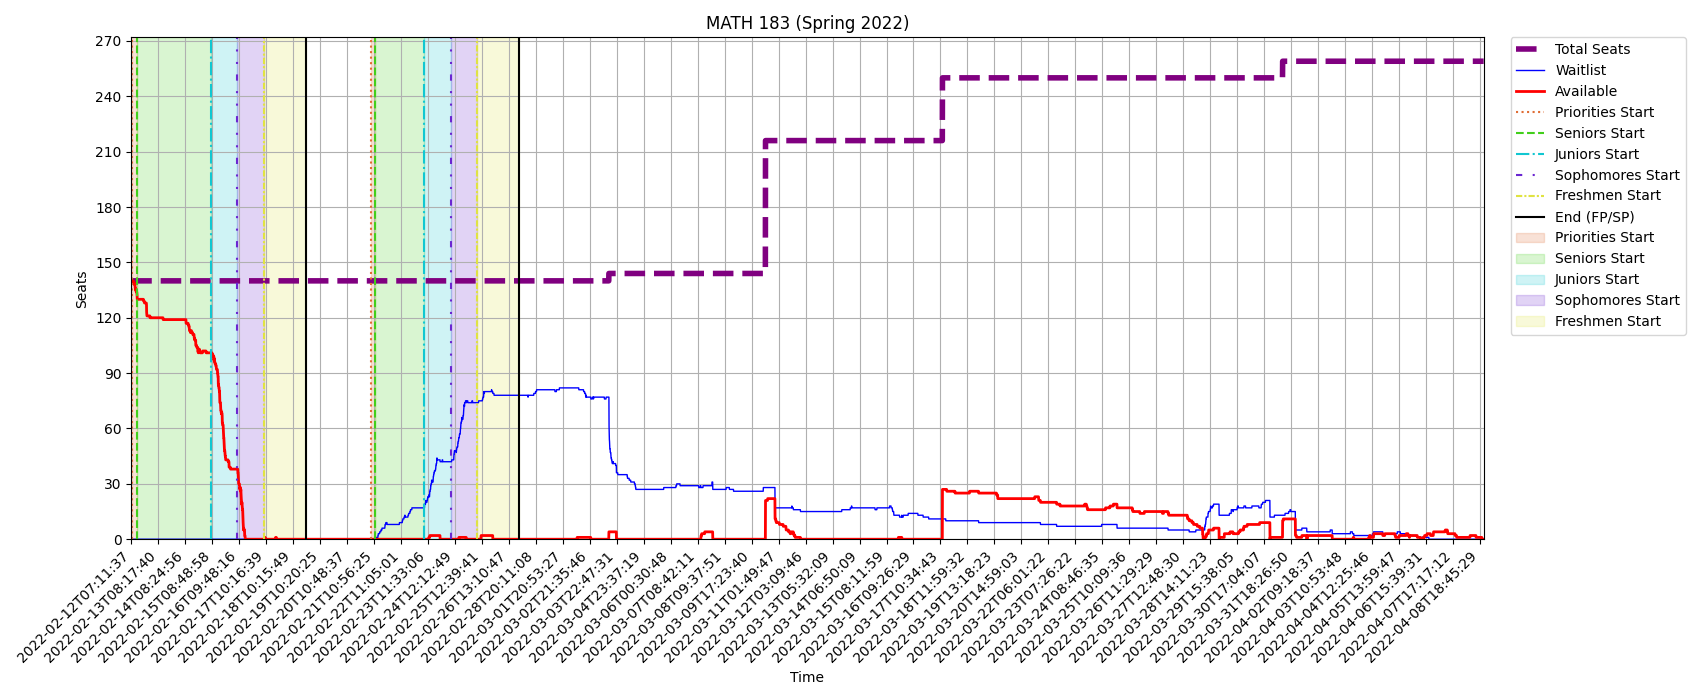 MATH 183 (Spring 2022)
270
240
210
180
150
120
90
60
30
0
Seats
2022-02-12T07:11:37
2022-02-13T08:17:40
2022-02-14T08:24:56
2022-02-15T08:48:58
2022-02-16T09:48:16
2022-02-17T10:16:39
2022-02-18T10:15:49
2022-02-19T10:20:25
2022-02-20T10:48:37
2022-02-21T10:56:25
2022-02-22T11:05:01
2022-02-23T11:33:06
2022-02-24T12:12:49
2022-02-25T12:39:41
2022-02-26T13:10:47
2022-02-28T20:11:08
2022-03-01T20:53:27
2022-03-02T21:35:46
2022-03-03T22:47:31
2022-03-04T23:37:19
2022-03-06T00:30:48
2022-03-07T08:42:11
2022-03-08T09:37:51
2022-03-09T17:23:40
2022-03-11T01:49:47
2022-03-12T03:09:46
2022-03-13T05:32:09
2022-03-14T06:50:09
2022-03-15T08:11:59
2022-03-16T09:26:29
2022-03-17T10:34:43
2022-03-18T11:59:32
2022-03-19T13:18:23
2022-03-20T14:59:03
2022-03-22T06:01:22
2022-03-23T07:26:22
2022-03-24T08:46:35
2022-03-25T10:09:36
2022-03-26T11:29:29
2022-03-27T12:48:30
2022-03-28T14:11:23
2022-03-29T15:38:05
2022-03-30T17:04:07
2022-03-31T18:26:50
2022-04-02T09:18:37
2022-04-03T10:53:48
2022-04-04T12:25:46
2022-04-05T13:59:47
2022-04-06T15:39:31
2022-04-07T17:17:12
2022-04-08T18:45:29
Time
Total Seats
Waitlist
Available
Priorities Start
Seniors Start
Juniors Start
Sophomores Start
Freshmen Start
End (FP/SP)
Priorities Start
Seniors Start
Juniors Start
Sophomores Start
Freshmen Start